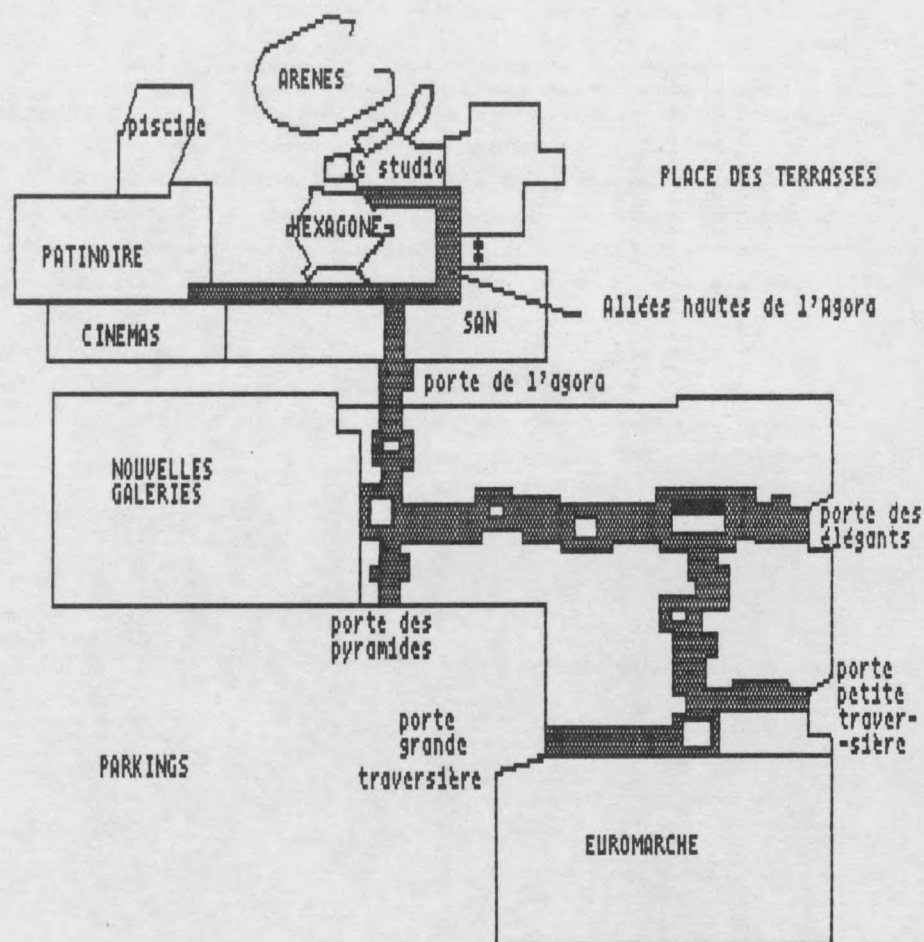 ARENES
piscine
le studio
PLACE DES TERRASSES
HEXAGONE
PATINOIRE
Allées hautes de l'Agora
SAN
CINEMAS
porte de l'agora
NOUVELLES
GALERIES
porte des
élégants
porte des
pyramides
porte
petite
traver-
-sière
porte
grande
traversière
PARKINGS
EUROMARCHE